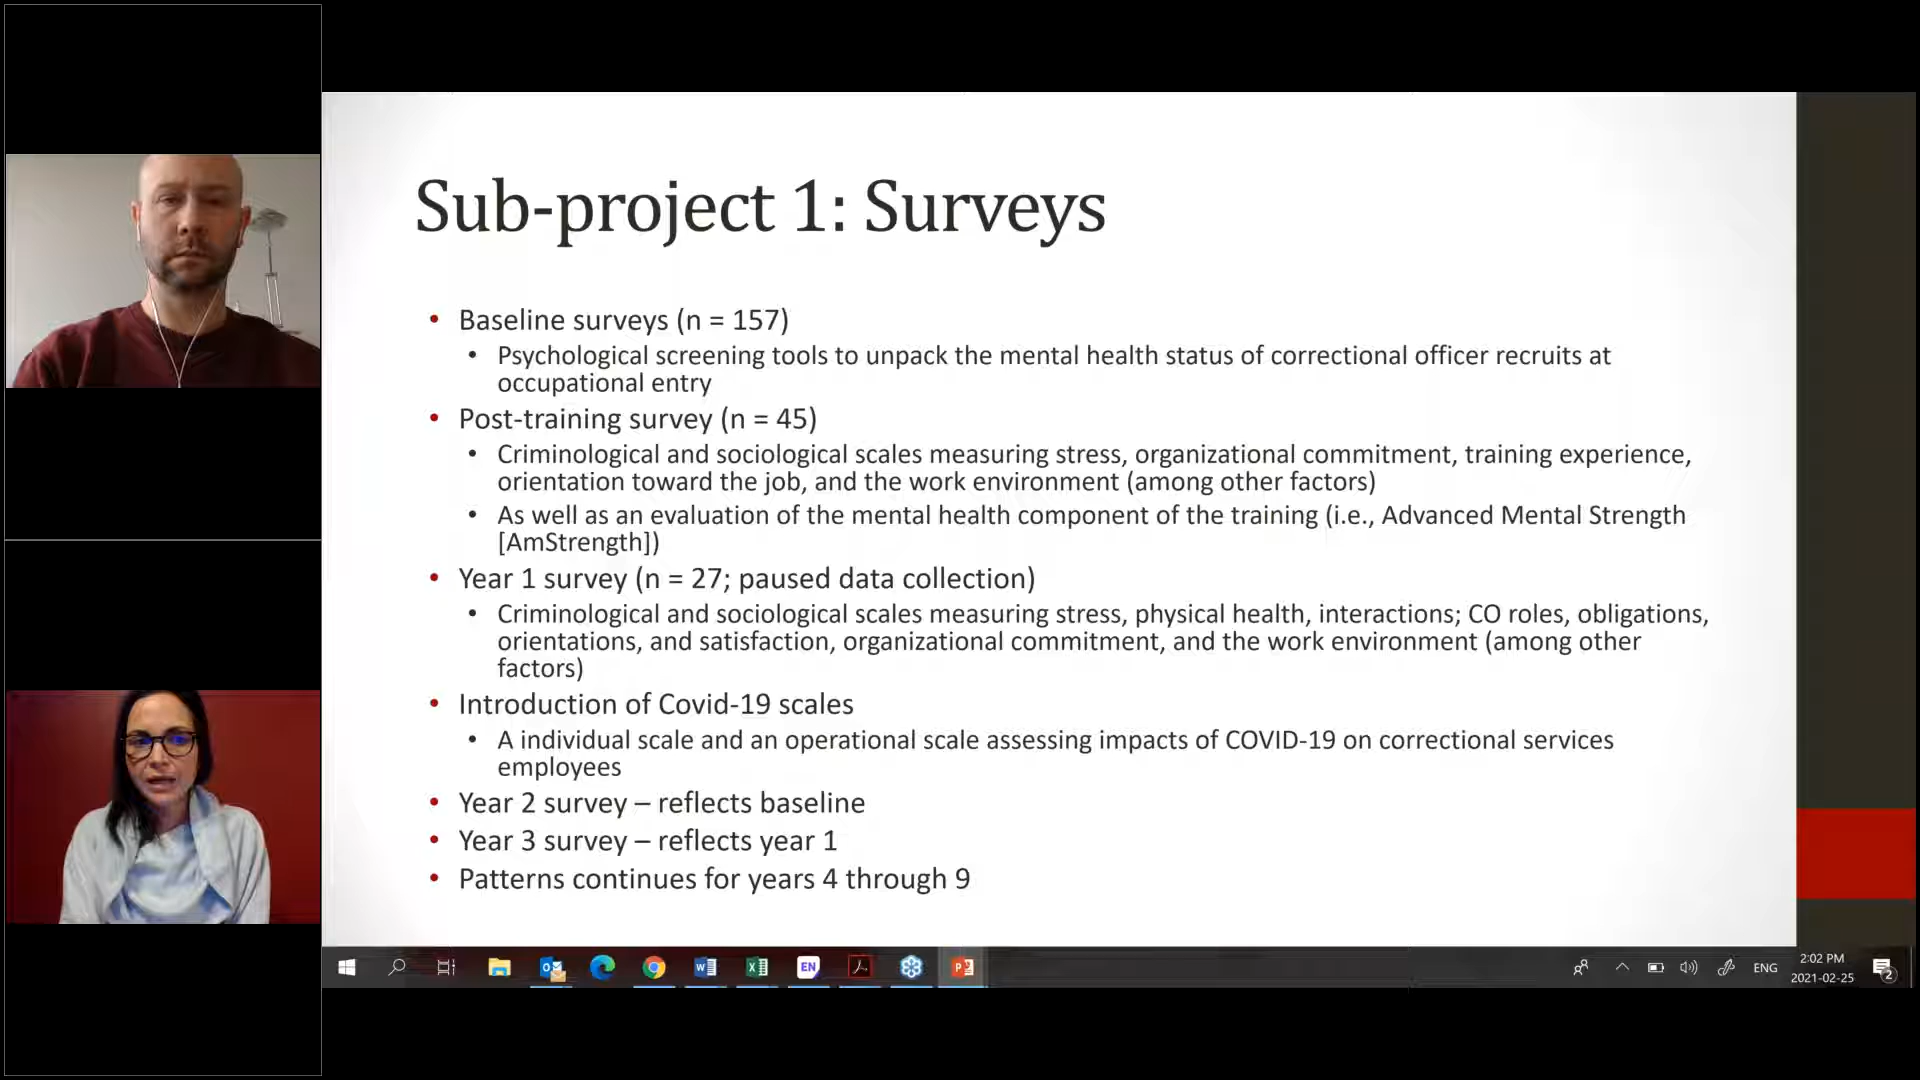 Sub-project 1: Surveys
• Baseline surveys (n = 157)
• Psychological screening tools to unpack the mental health status of correctional officer recruits at
occupational entry
• Post-training survey (n = 45)
• Criminological and sociological scales measuring stress, organizational commitment, training experience,
orientation toward the job, and the work environment (among other factors)
• As well as an evaluation of the mental health component of the training (i.e., Advanced Mental Strength
[AmStrength])
• Year 1 survey (n = 27; paused data collection)
• Criminological and sociological scales measuring stress, physical health, interactions; CO roles, obligations,
orientations, and satisfaction, organizational commitment, and the work environment (among other
factors)
• Introduction of Covid-19 scales
• A individual scale and an operational scale assessing impacts of COVID-19 on correctional services
employees
• Year 2 survey – reflects baseline
• Year 3 survey – reflects year 1
• Patterns continues for years 4 through 9
EN
ENG
2:02 PM
2021-02-25
2